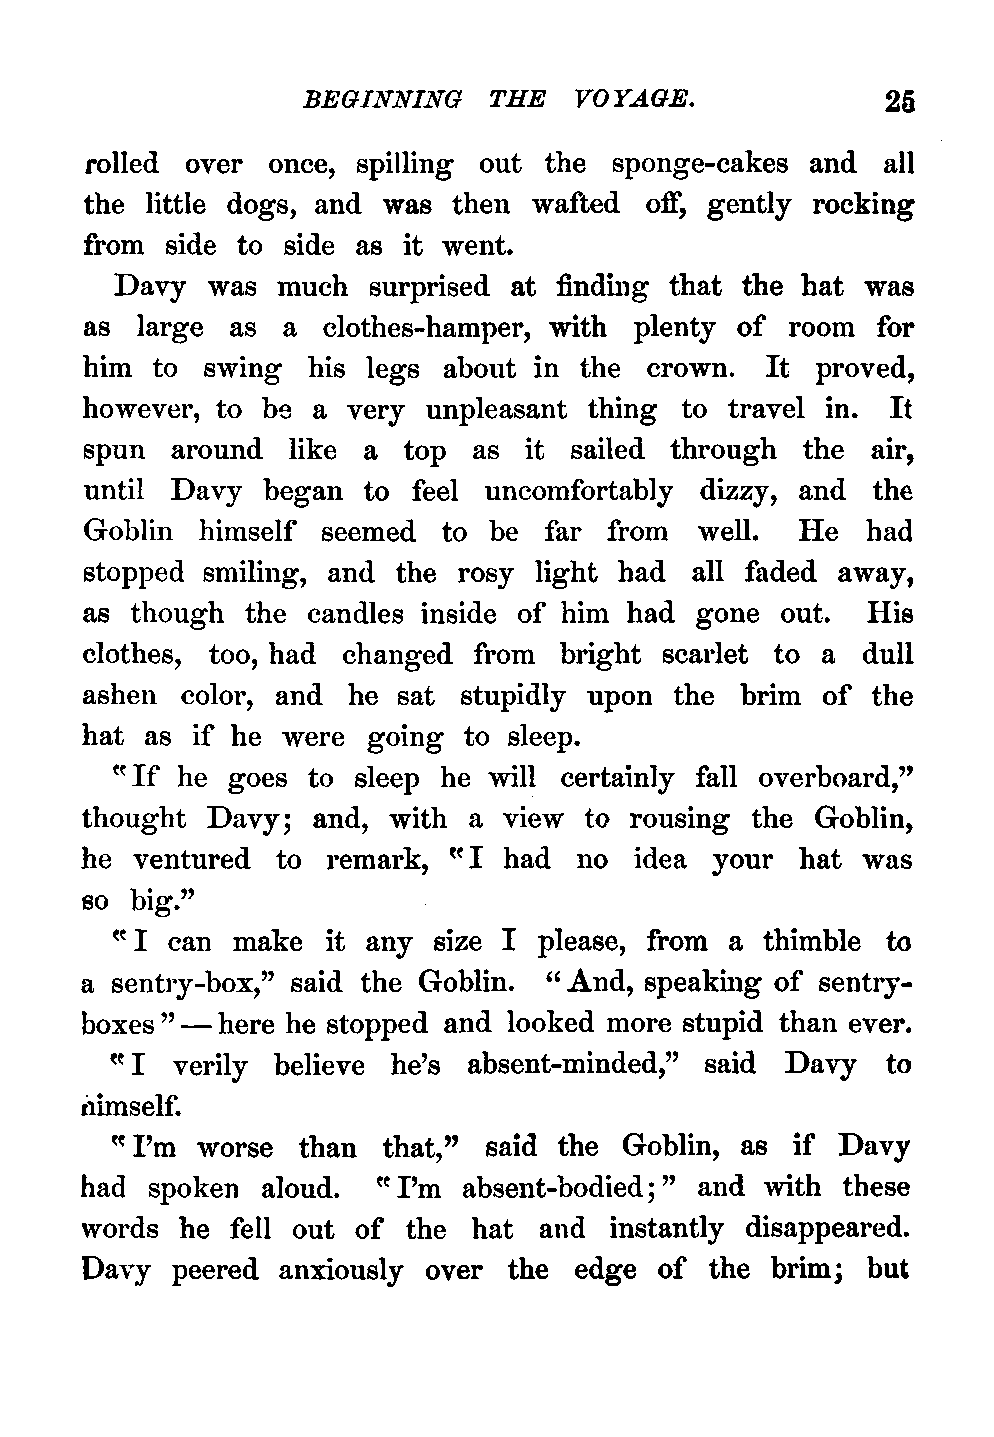 BEGINNING THE VOYAGE. 25
rolled over once, spilling out the sponge-cakes and all
the little dogs, and was then wafted off, gently rocking
from side to side as it went.
Davy was much surprised at finding that the hat was
as large as a clothes-hamper, with plenty of room for
him to swing his legs about in the crown. It proved,
however, to be a very unpleasant thing to travel in. It
spun around like a top as it sailed through the air,
until Davy began to feel uncomfortably dizzy, and the
Goblin himself seemed to be far from well. He had
stopped smiling, and the rosy light had all faded away,
as though the candles inside of him had gone out. His
clothes, too, had changed from bright scarlet to a dull
ashen color, and he sat stupidly upon the brim of the
hat as if he were going to sleep.
“If he goes to sleep he will certainly fall overboard,”
thought Davy; and, with a view to rousing the Goblin,
he ventured to remark, “I had no idea your hat was
so big.”
“I can make it any size I please, from a thimble to
a sentry-box,” said the Goblin. “And, speaking of sentry-
boxes”—here he stopped and looked more stupid than ever.
“I verily believe he’s absent-minded,” said Davy to
himself.
“I’m worse than that,” said the Goblin, as if Davy
had spoken aloud. “I’m absent-bodied;” and with these
words he fell out of the hat and instantly disappeared.
Davy peered anxiously over the edge of the brim; but